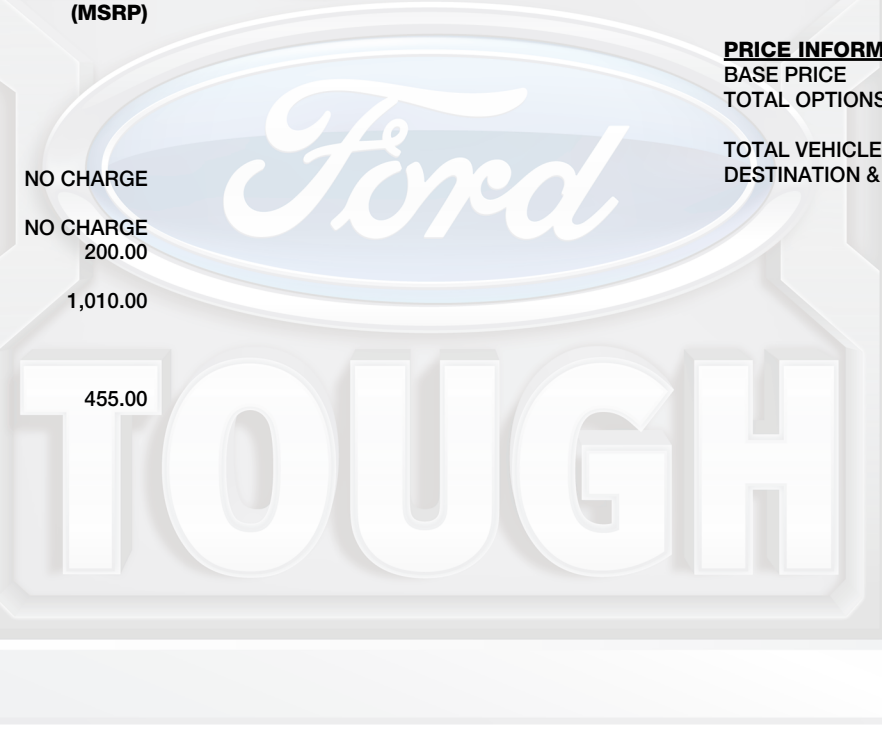 (MSRP)
NO CHARGE
NO CHARGE
200.00
1,010.00
455.00
PRICE INFORM
BASE PRICE
TOTAL OPTIONS
TOTAL VEHICLE
DESTINATION &
Ford
TOUGH